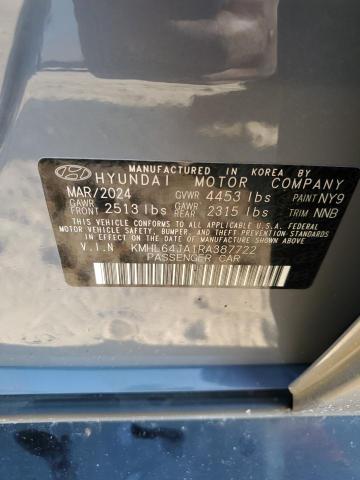 MANUFACTURED IN KOREA BY
HYUNDAI MOTOR COMPANY
MAR/2024 GVWR 4453 lbs PAINT NY9
GAWR FRONT 2513 lbs GAWR REAR 2315 lbs TRIM NNB
THIS VEHICLE CONFORMS TO ALL APPLICABLE U.S.A FEDERAL
MOTOR VEHICLE SAFETY, BUMPER, AND THEFT PREVENTION
STANDARDS IN EFFECT ON THE DATE OF MANUFACTURE
SHOWN ABOVE.
V.I.N KMHL64JA1RA387722
PASSENGER CAR